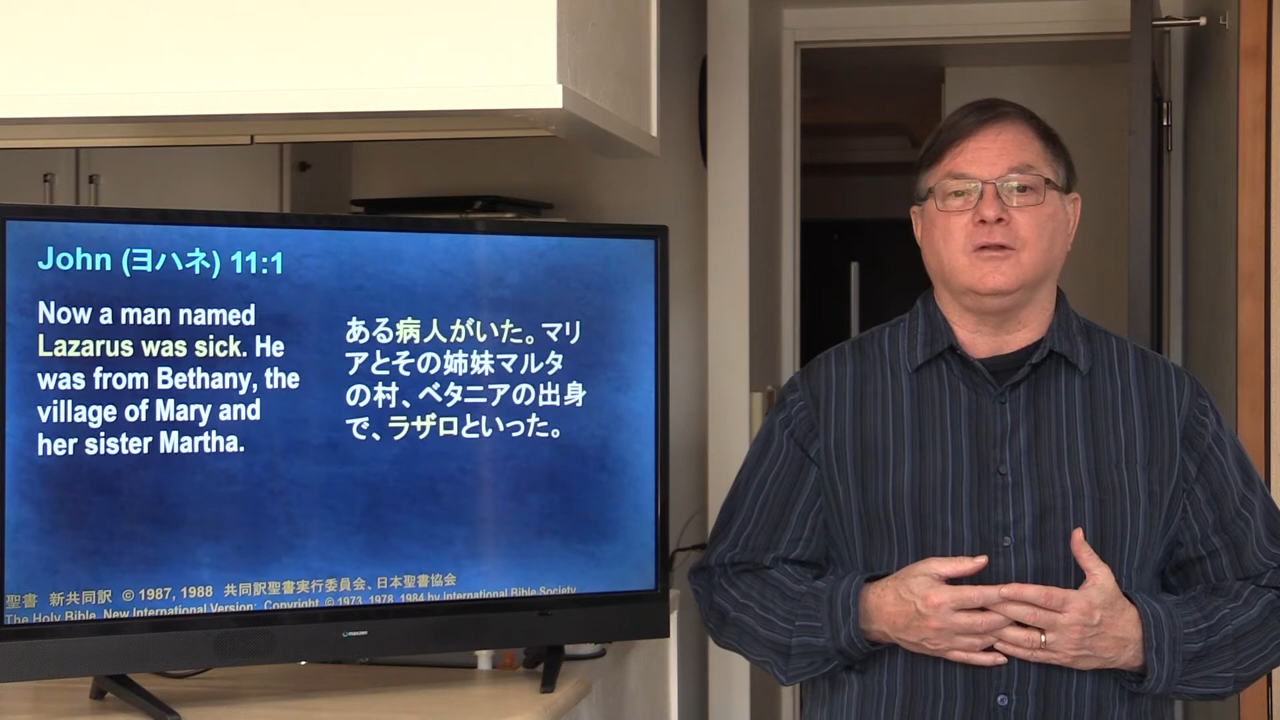 John (ヨハネ) 11:1
Now a man named
Lazarus was sick. He
was from Bethany, the
village of Mary and
her sister Martha.
ある病人がいた。マリ
アとその姉妹マルタ
の村、ベタニアの出身
で、ラザロといった。
聖書 新共同訳 © 1987, 1988 共同訳聖書実行委員会、日本聖書協会
The Holy Bible, New International Version; Copyright © 1973, 1978, 1984 by International Bible Society
maxzen